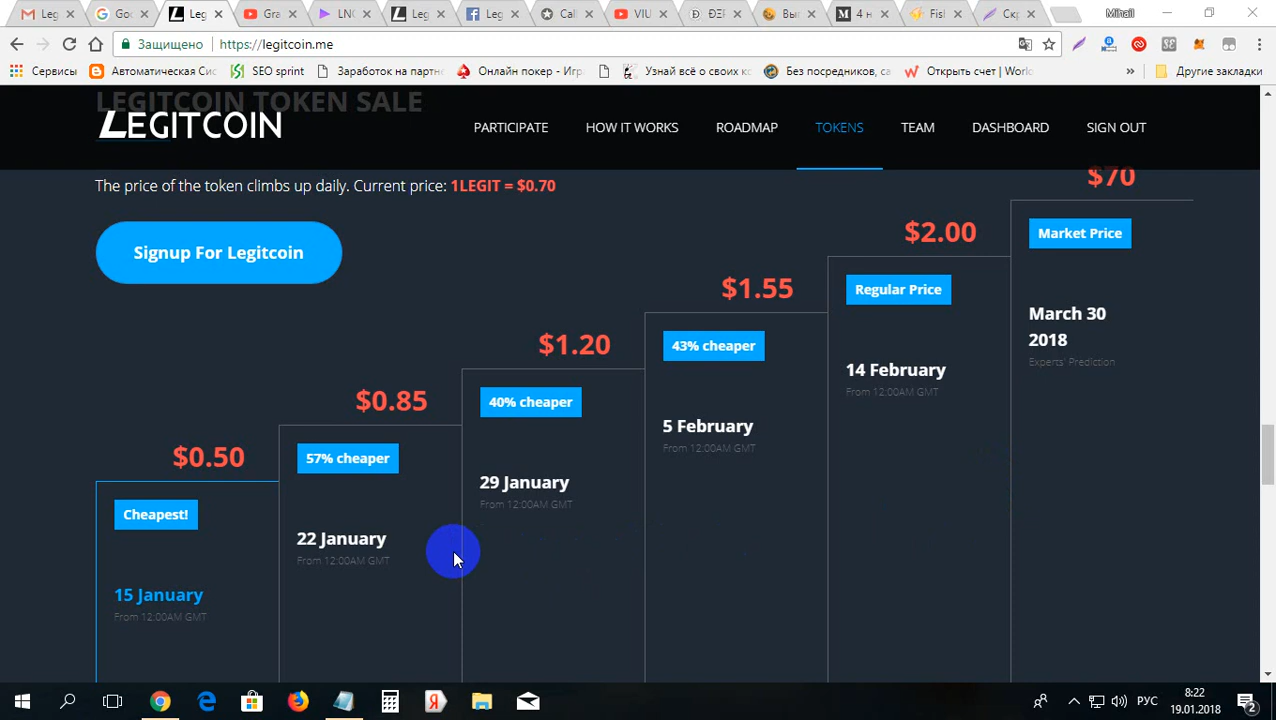 Leg
Goo
Leg
Gra
LNC
Leg
Leg
Cal
VIU
Вы
4 н
Fis
Скр
Mihail
Защищено
https://legitcoin.me
Сервисы
Автоматическая Сис
SEO sprint
Заработок на партне
Онлайн покер - Игра
Узнай всё о своих ко
Без посредников, са
Открыть счет | Work
Другие закладки
LEGITCOIN TOKEN SALE
LEGITCOIN
PARTICIPATE
HOW IT WORKS
ROADMAP
TOKENS
TEAM
DASHBOARD
SIGN OUT
The price of the token climbs up daily. Current price: 1LEGIT = $0.70
Signup For Legitcoin
$0.50
Cheapest!
15 January
From 12:00AM GMT
$0.85
57% cheaper
22 January
From 12:00AM GMT
$1.20
40% cheaper
29 January
From 12:00AM GMT
$1.55
43% cheaper
5 February
From 12:00AM GMT
$2.00
Regular Price
14 February
From 12:00AM GMT
$70
Market Price
March 30
2018
Experts' Prediction
РУС
8:22
19.01.2018
2